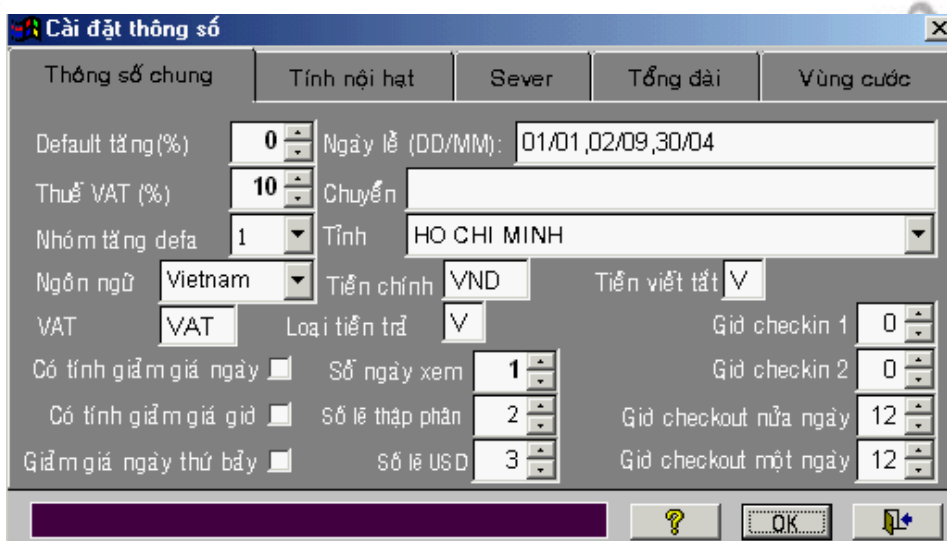 Cài đặt thông số
Thông số chung Tính nội hạt Sever Tổng đài Vùng cước
Default tăng(%) 0 Ngày lễ (DD/MM): 01/01,02/09,30/04
Thuế VAT (%) 10 Chuyển
Nhóm tăng defa 1 Tỉnh HO CHI MINH
Ngôn ngữ Vietnam Tiền chính VND Tiền viết tắt V
VAT VAT Loại tiền trả V Giờ checkin 1 0
Có tính giảm giá ngày Số ngày xem 1 Giờ checkin 2 0
Có tính giảm giá giờ Số lẽ thập phân 2 Giờ checkout nửa ngày 12
Giảm giá ngày thứ bẩy Số lẽ USD 3 Giờ checkout một ngày 12
OK